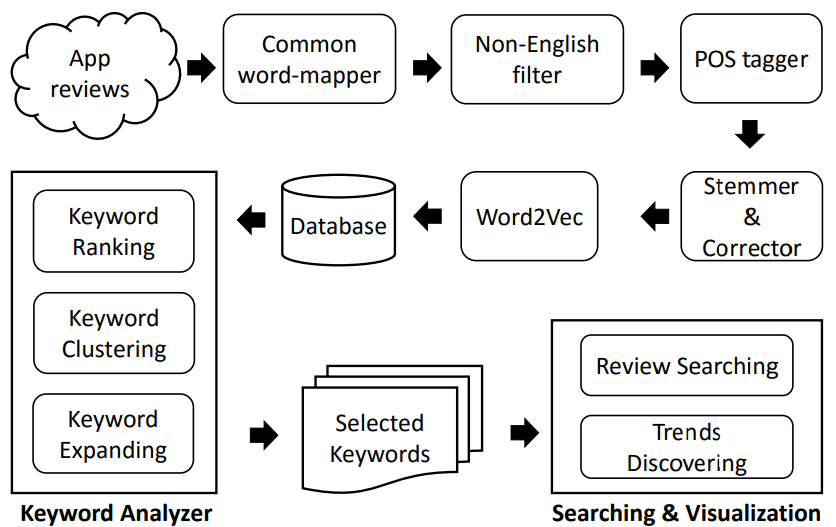 App
reviews
Common
word-mapper
Non-English
filter
POS tagger
Stemmer
&
Corrector
Word2Vec
Database
Keyword
Ranking
Keyword
Clustering
Keyword
Expanding
Keyword Analyzer
Selected
Keywords
Review Searching
Trends
Discovering
Searching & Visualization